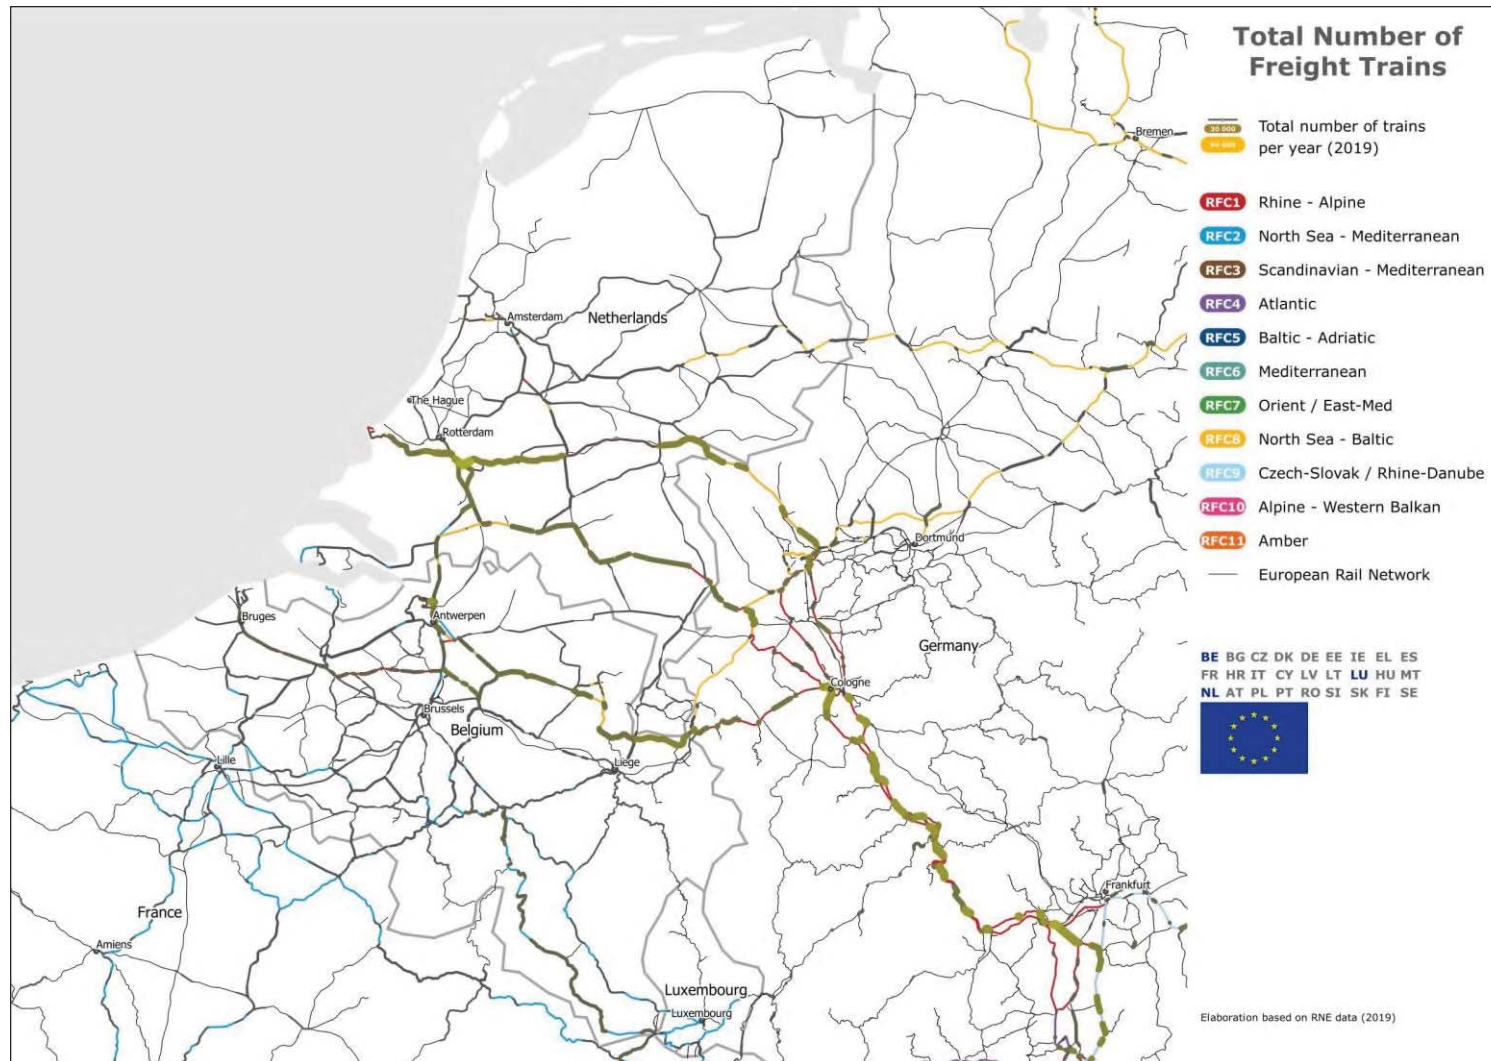 Total Number of
Freight Trains
30 000
Total number of trains
per year (2019)
RFC1 Rhine - Alpine
RFC2 North Sea - Mediterranean
RFC3 Scandinavian - Mediterranean
RFC4 Atlantic
RFC5 Baltic - Adriatic
RFC6 Mediterranean
RFC7 Orient / East-Med
RFC8 North Sea - Baltic
RFC9 Czech-Slovak / Rhine-Danube
RFC10 Alpine - Western Balkan
RFC11 Amber
European Rail Network
BE BG CZ DK DE EE IE EL ES
FR HR IT CY LV LT LU HU MT
NL AT PL PT RO SI SK FI SE
Elaboration based on RNE data (2019)
Bremen
Amsterdam
Netherlands
The Hague
Rotterdam
Dortmund
Bruges
Antwerpen
Germany
Cologne
Brussels
Belgium
Lille
Liege
Frankfurt
France
Amiens
Luxembourg
Luxembourg